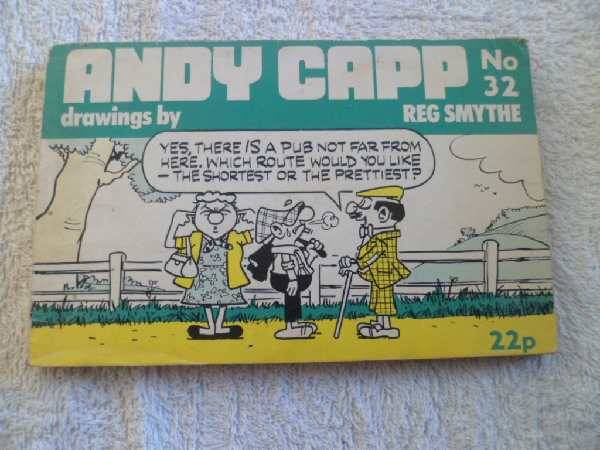 ANDY CAPP No
32
drawings by REG SMYTHE
YES, THERE IS A PUB NOT FAR FROM
HERE. WHICH ROUTE WOULD YOU LIKE
— THE SHORTEST OR THE PRETTIEST?
22p